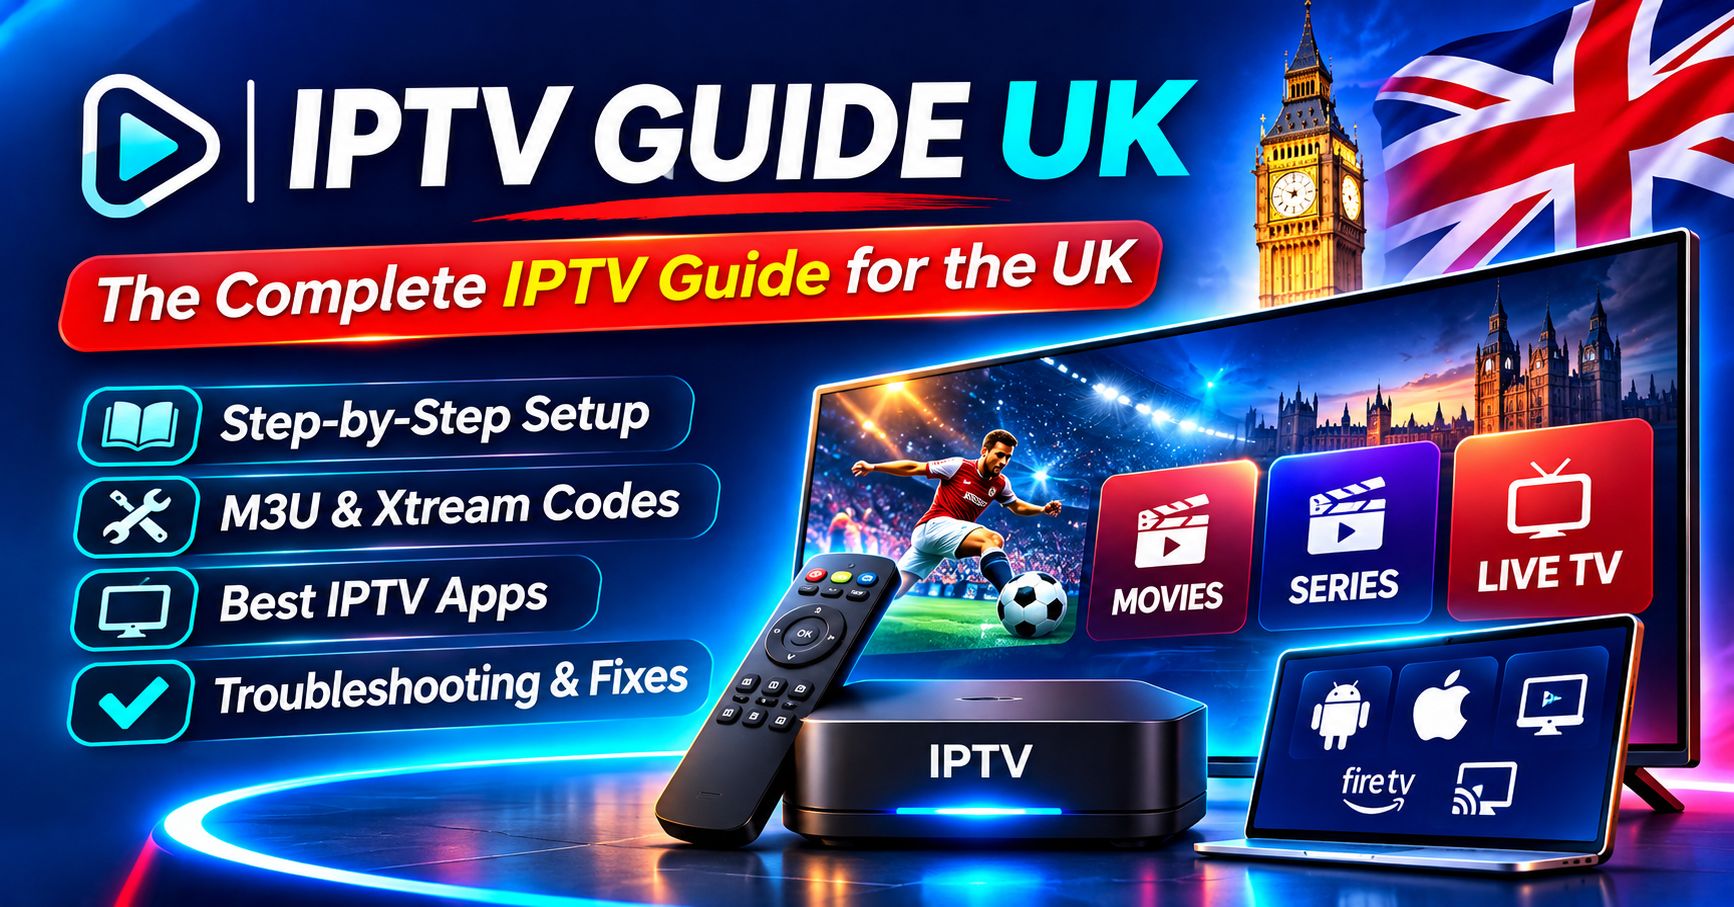 IPTV GUIDE UK
The Complete IPTV Guide for the UK
Step-by-Step Setup
M3U & Xtream Codes
Best IPTV Apps
Troubleshooting & Fixes
MOVIES
SERIES
LIVE TV
OK
IPTV
fire tv